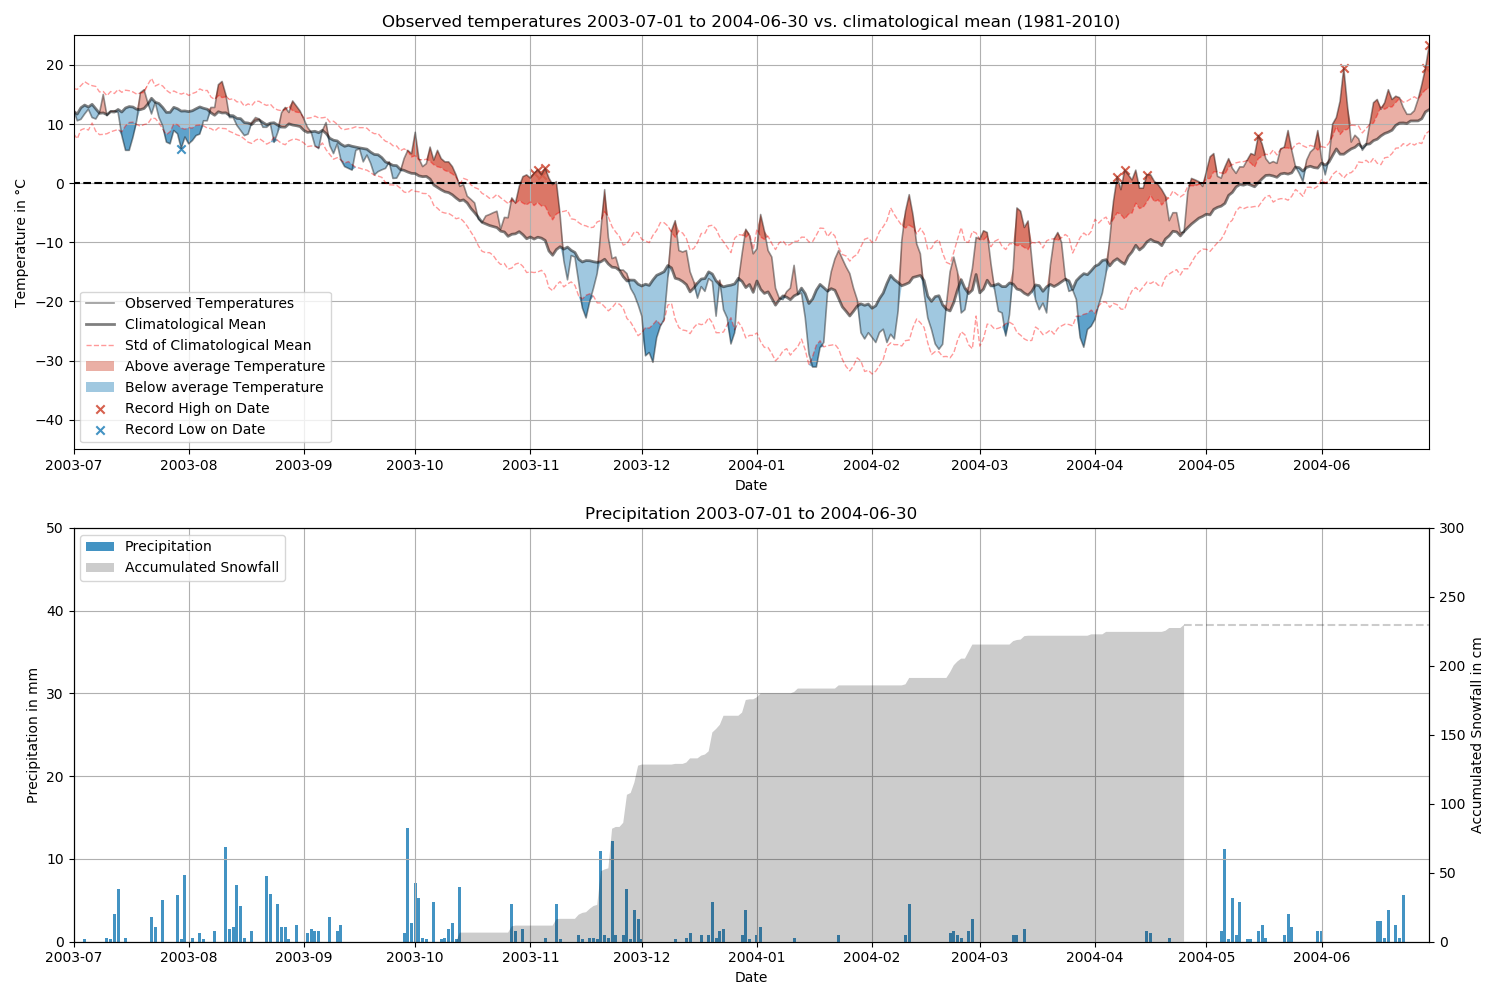 Observed temperatures 2003-07-01 to 2004-06-30 vs. climatological mean (1981-2010)
Temperature in °C
20
10
0
−10
−20
−30
−40
Observed Temperatures
Climatological Mean
Std of Climatological Mean
Above average Temperature
Below average Temperature
Record High on Date
Record Low on Date
2003-07 2003-08 2003-09 2003-10 2003-11 2003-12 2004-01 2004-02 2004-03 2004-04 2004-05 2004-06
Date
Precipitation 2003-07-01 to 2004-06-30
Precipitation in mm
50
40
30
20
10
0
Precipitation
Accumulated Snowfall
300
250
200
150
100
50
0
Accumulated Snowfall in cm
2003-07 2003-08 2003-09 2003-10 2003-11 2003-12 2004-01 2004-02 2004-03 2004-04 2004-05 2004-06
Date